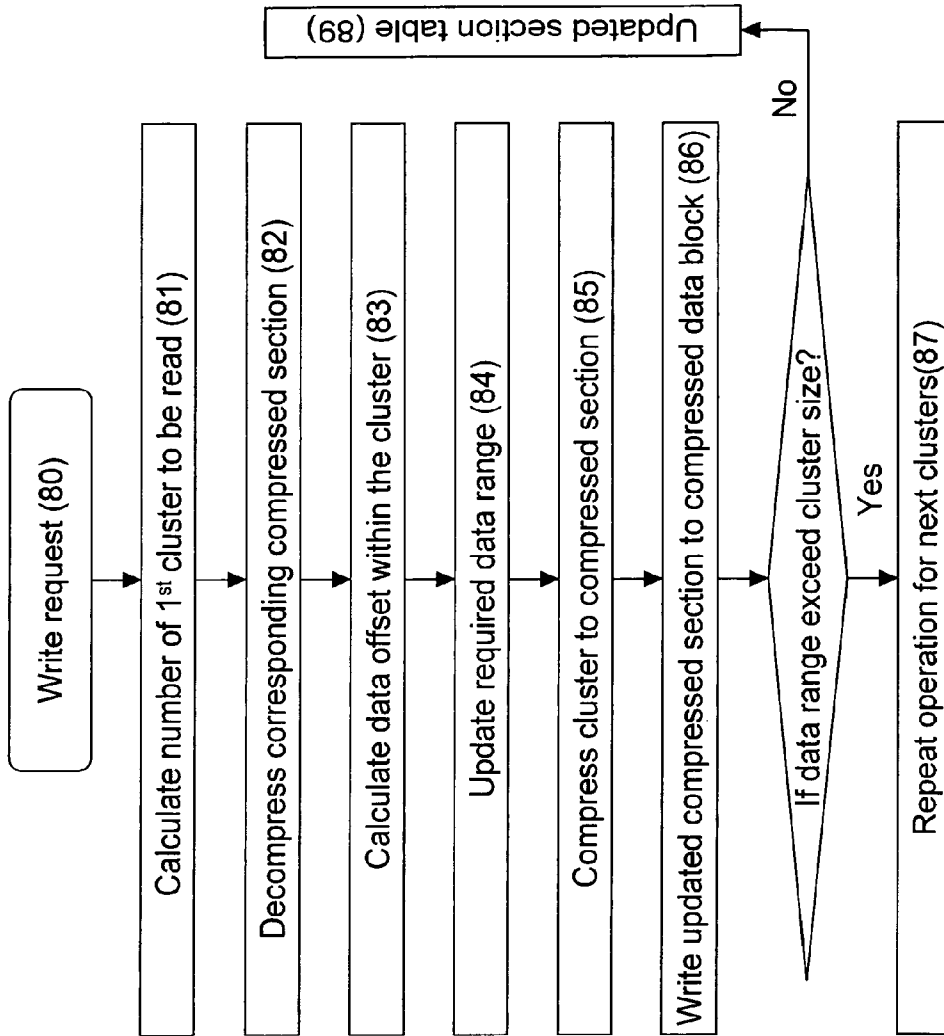 Write request (80)
Calculate number of 1st cluster to be read (81)
Decompress corresponding compressed section (82)
Calculate data offset within the cluster (83)
Update required data range (84)
Compress cluster to compressed section (85)
Write updated compressed section to compressed data block (86)
If data range exceed cluster size?
No
Updated section table (89)
Yes
Repeat operation for next clusters(87)